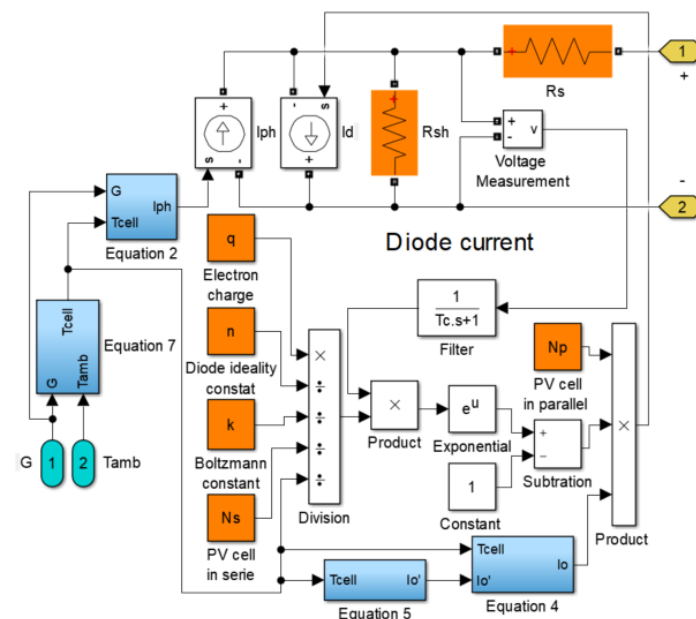 1
+
Rs
+
s
-
+
Iph
s
-
Id
+
+
Rsh
+
-
v
Voltage
Measurement
-
2
G
Tcell
Iph
Equation 2
Diode current
q
Electron
charge
n
Diode ideality
constat
k
Boltzmann
constant
Ns
PV cell
in serie
Tcell
G
Tamb
Equation 7
G
1
2
Tamb
×
÷
÷
÷
÷
Division
1
Tc.s+1
Filter
×
Product
e^u
Exponential
1
Constant
+
−
Subtration
Np
PV cell
in parallel
×
Product
Tcell
Io'
Equation 5
Tcell
Io'
Io
Equation 4